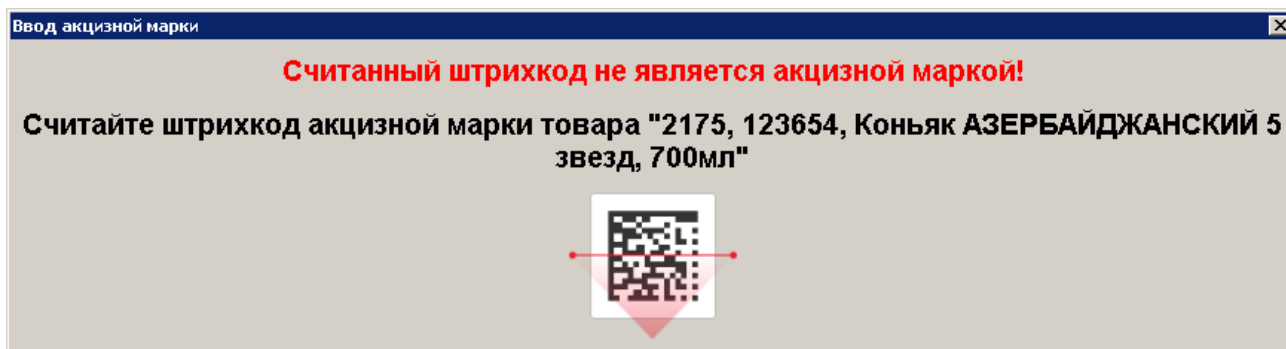 Ввод акцизной марки
Считанный штрихкод не является акцизной маркой!
Считайте штрихкод акцизной марки товара "2175, 123654, Коньяк АЗЕРБАЙДЖАНСКИЙ 5
звезд, 700мл"